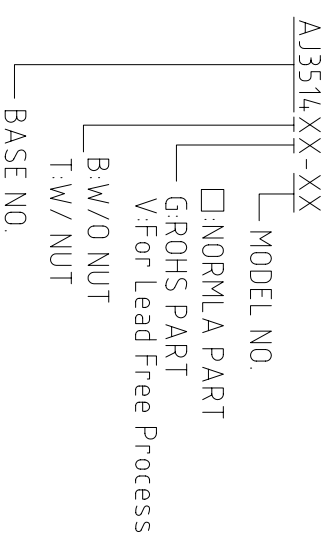 AJ3514XX-XX
MODEL NO.
□:NORMLA PART
G:ROHS PART
V:For Lead Free Process
B:W/O NUT
T:W/ NUT
BASE NO.